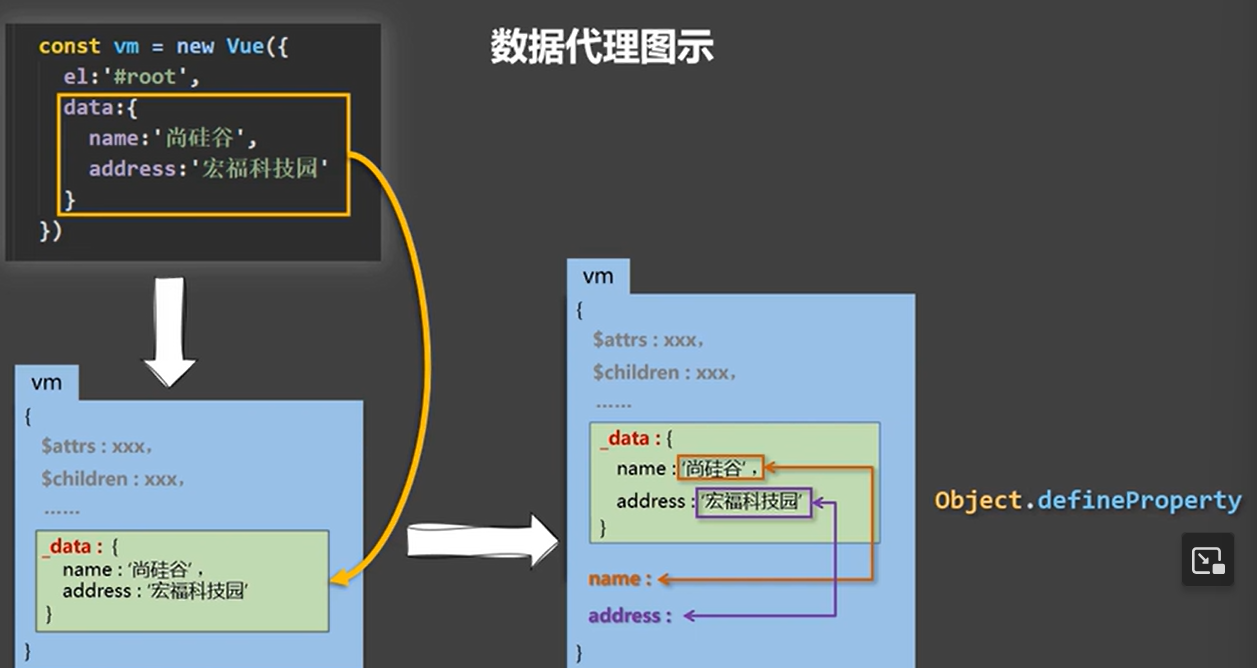 数据代理图示
const vm = new Vue({
el:'#root',
data:{
name:'尚硅谷',
address:'宏福科技园'
}
})
vm
{
$attrs : xxx,
$children : xxx,
……
_data : {
name : '尚硅谷' ,
address : '宏福科技园'
}
}
vm
{
$attrs : xxx,
$children : xxx,
……
_data : {
name : '尚硅谷' ,
address : '宏福科技园'
}
name :
address :
}
Object.defineProperty